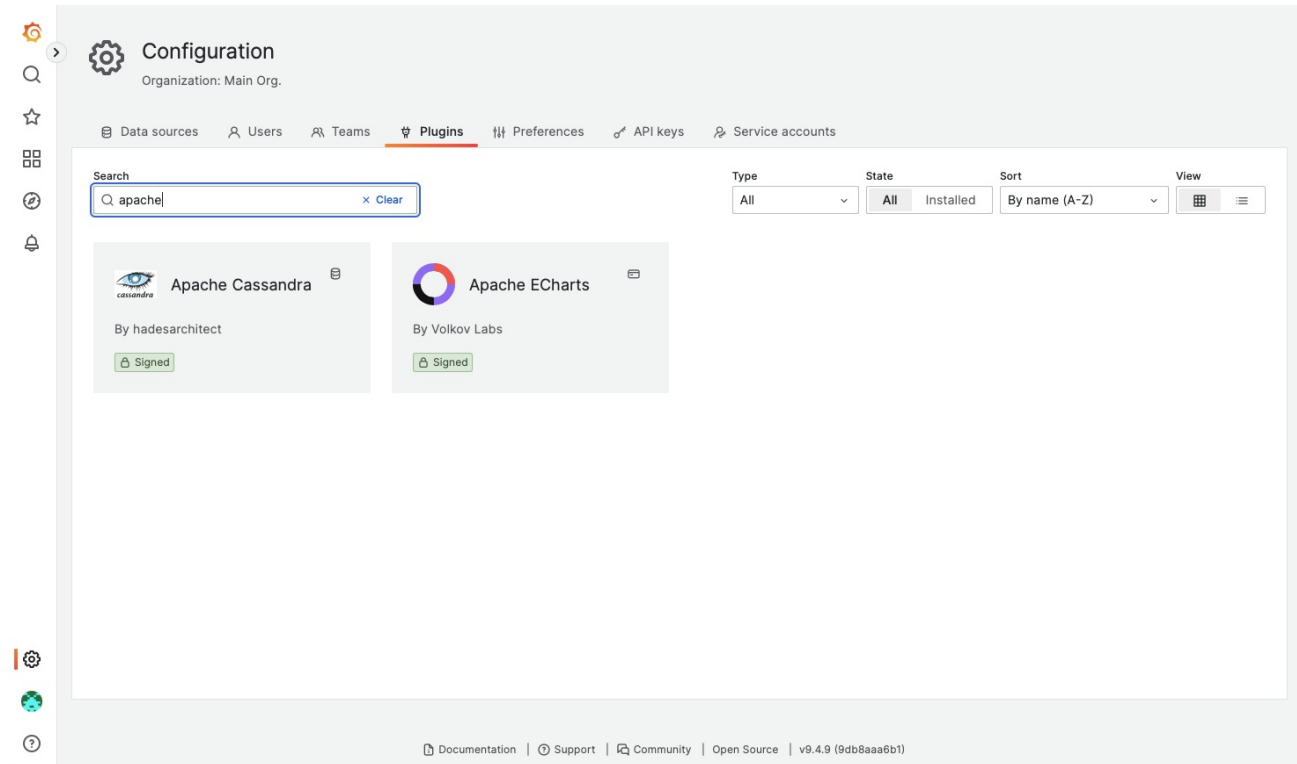 Configuration
Organization: Main Org.
Data sources Users Teams Plugins Preferences API keys Service accounts
Search Type State Sort View
apache Clear All All Installed By name (A-Z)
Apache Cassandra Apache ECharts
cassandra
By hadesarchitect By Volkov Labs
Signed Signed
Documentation | Support | Community | Open Source | v9.4.9 (9db8aaa6b1)